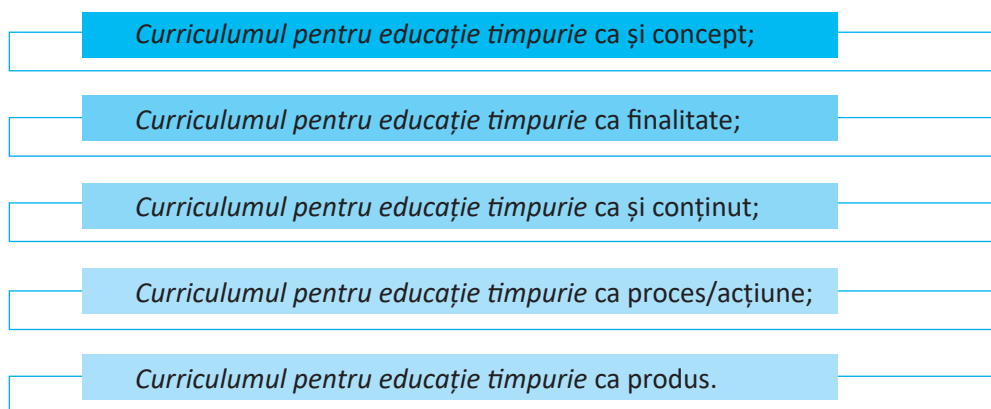 Curriculumul pentru educație timpurie ca și concept;
Curriculumul pentru educație timpurie ca finalitate;
Curriculumul pentru educație timpurie ca și conținut;
Curriculumul pentru educație timpurie ca proces/acțiune;
Curriculumul pentru educație timpurie ca produs.